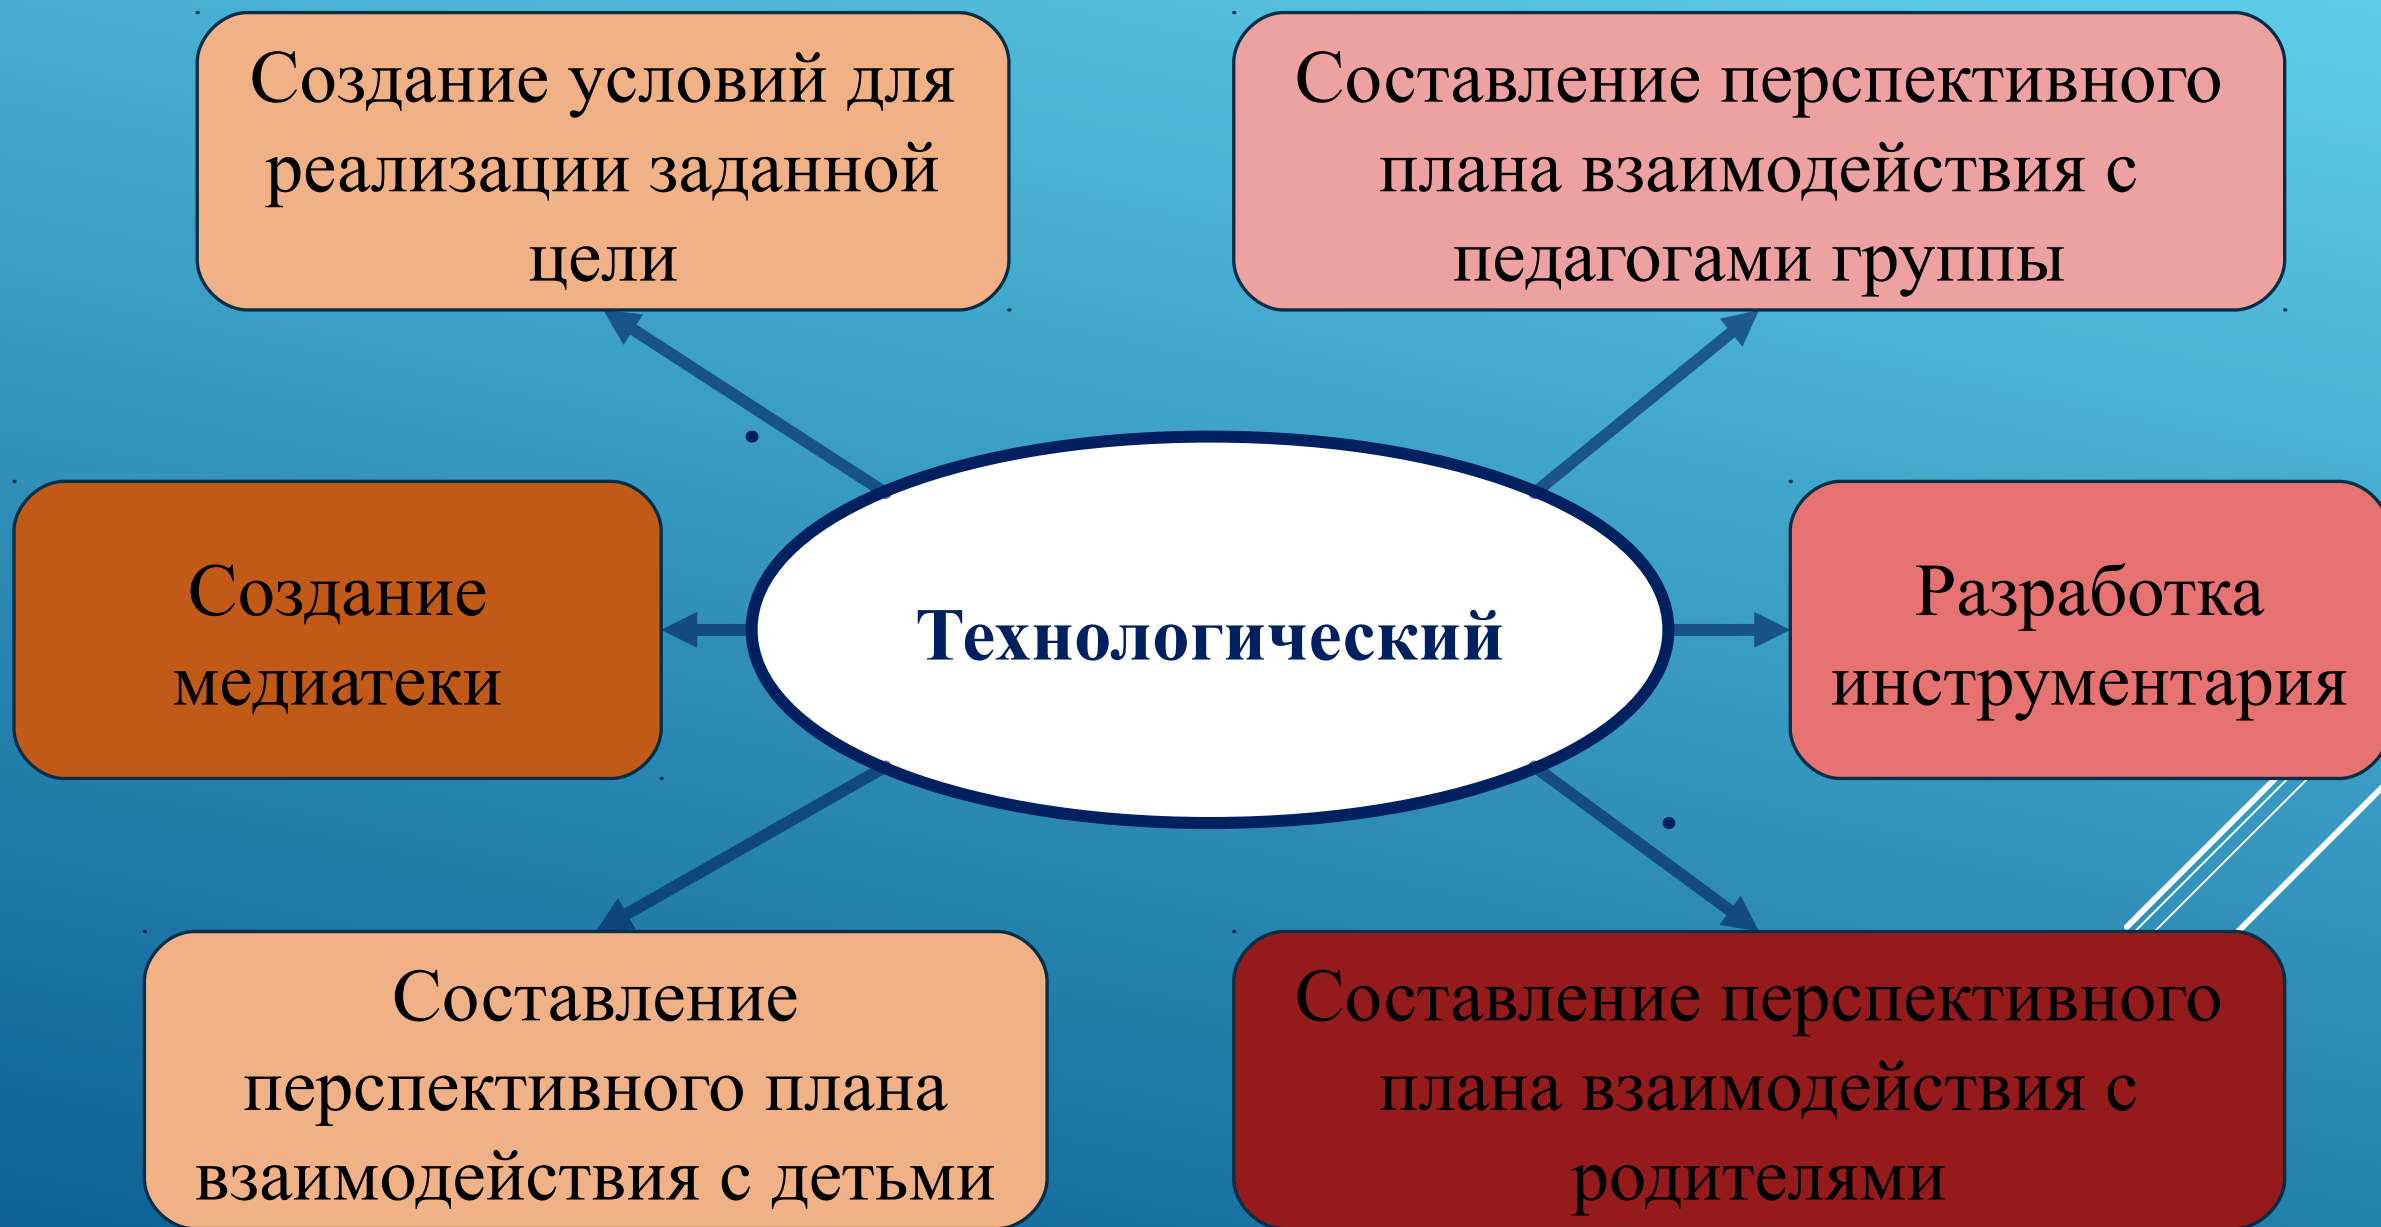 Создание условий для
реализации заданной
цели
Составление перспективного
плана взаимодействия с
педагогами группы
Создание
медиатеки
Технологический
Разработка
инструментария
Составление
перспективного плана
взаимодействия с детьми
Составление перспективного
плана взаимодействия с
родителями